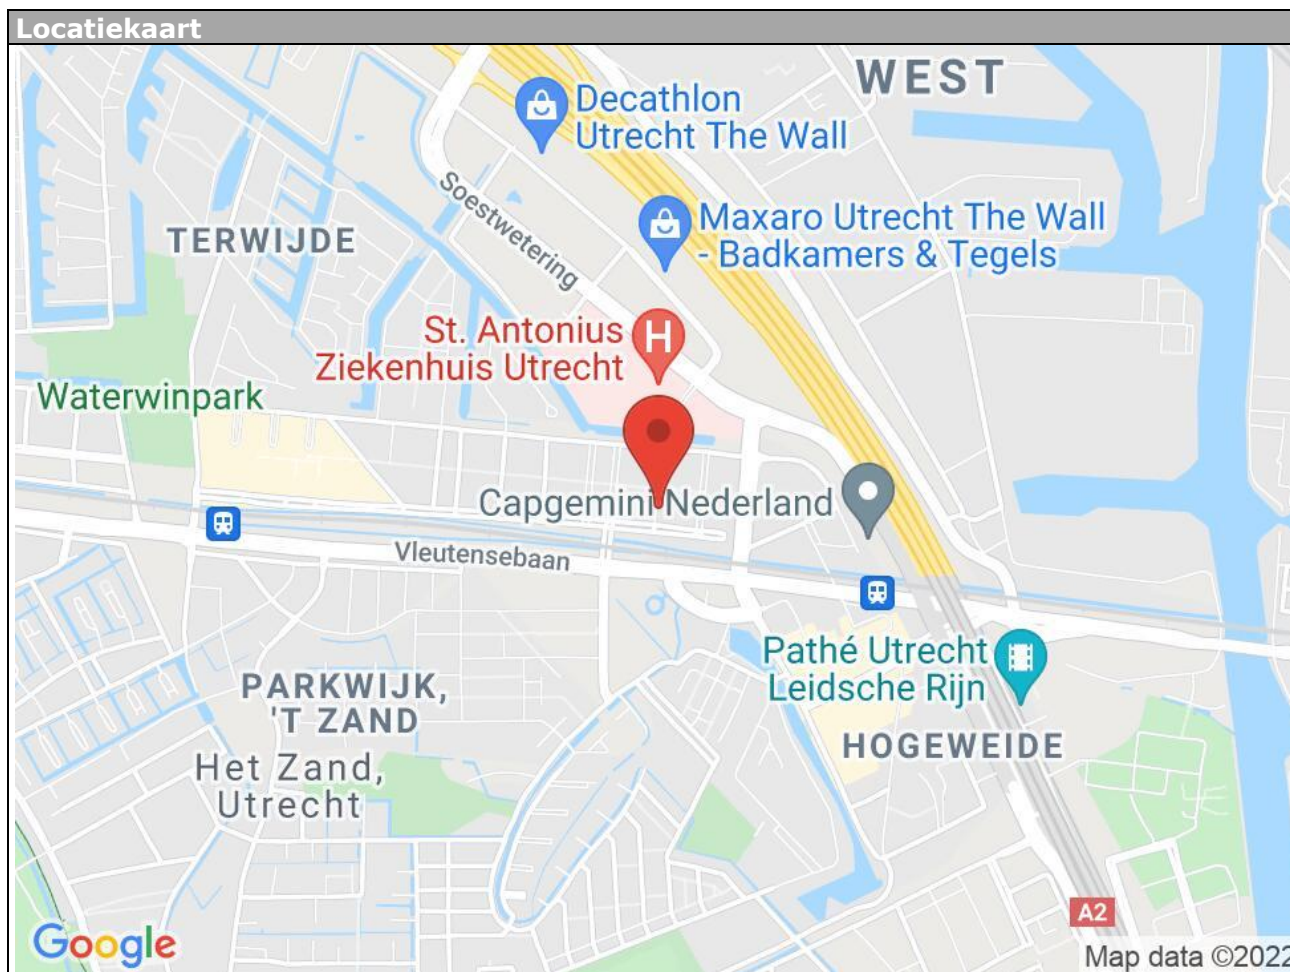 Locatiekaart
WEST
Decathlon
Utrecht The Wall
Soestwetering
Maxaro Utrecht The Wall
- Badkamers & Tegels
TERWIJDE
St. Antonius
Ziekenhuis Utrecht
H
Waterwinpark
Capgemini Nederland
Vleutensebaan
Pathé Utrecht
Leidsche Rijn
PARKWIJK,
'T ZAND
HOGEWEIDE
Het Zand,
Utrecht
A2
Google
Map data ©2022